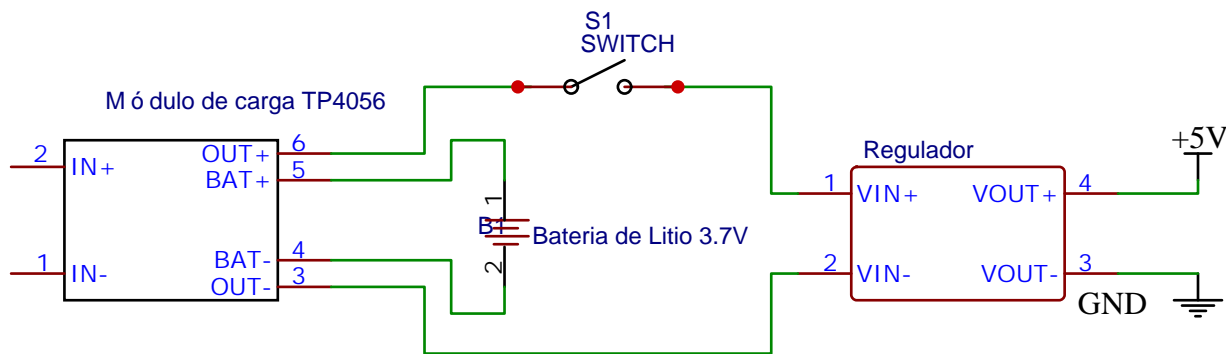 S1
SWITCH
M ó dulo de carga TP4056
2
IN+
1
IN-
OUT+
6
BAT+
5
BAT-
4
OUT-
3
1
B1
2
Bateria de Litio 3.7V
Regulador
1
VIN+
2
VIN-
VOUT+
4
VOUT-
3
+5V
GND